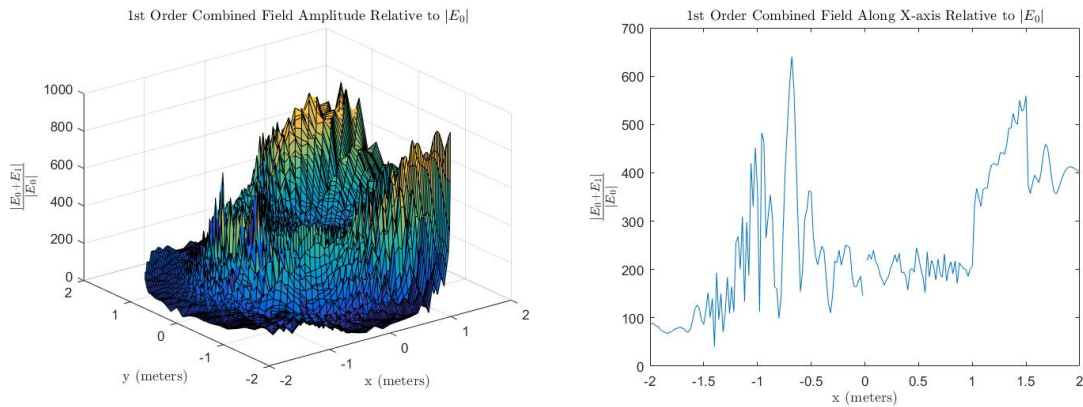 1st Order Combined Field Amplitude Relative to |E₀|
1000
800
600
400
200
0
|E₀+E₁|
|E₀|
2
1
0
-1
-2
y (meters)
-2
-1
0
1
2
x (meters)
1st Order Combined Field Along X-axis Relative to |E₀|
700
600
500
400
300
200
100
0
|E₀+E₁|
|E₀|
-2 -1.5 -1 -0.5 0 0.5 1 1.5 2
x (meters)